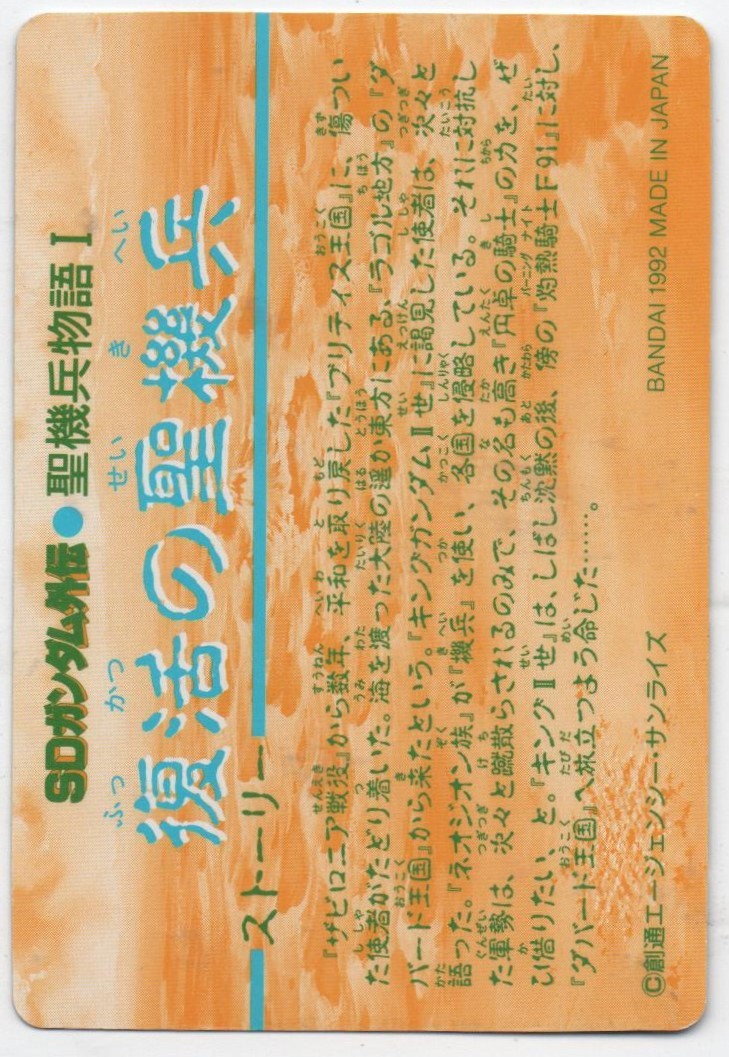 SDガンダム外伝●聖機兵物語Ⅰ
ふっかつ せいきへい
復活の聖機兵
ストーリー
『ザビロニア戦役』から数年、平和を取り戻した『ブリティス王国』に、傷つい
た使者がたどり着いた。海を渡った大陸の遥か東方にある、『ラゴル地方』の『ダ
バード王国』から来たという。『キングガンダムⅡ世』に謁見した使者は、次々と
語った。『ネオジオン族』が『機兵』を使い、各国を侵略している。それに対抗し
た軍勢は、次々と蹴散らされるのみで、その名も高き『円卓の騎士』の力を、ぜ
ひ借りたい、と。『キングⅡ世』は、しばし沈黙の後、傍の『灼熱騎士F91』に対し、
『ダバード王国』へ旅立つよう命じた……。
©創通エージェンシー・サンライズ
BANDAI 1992 MADE IN JAPAN